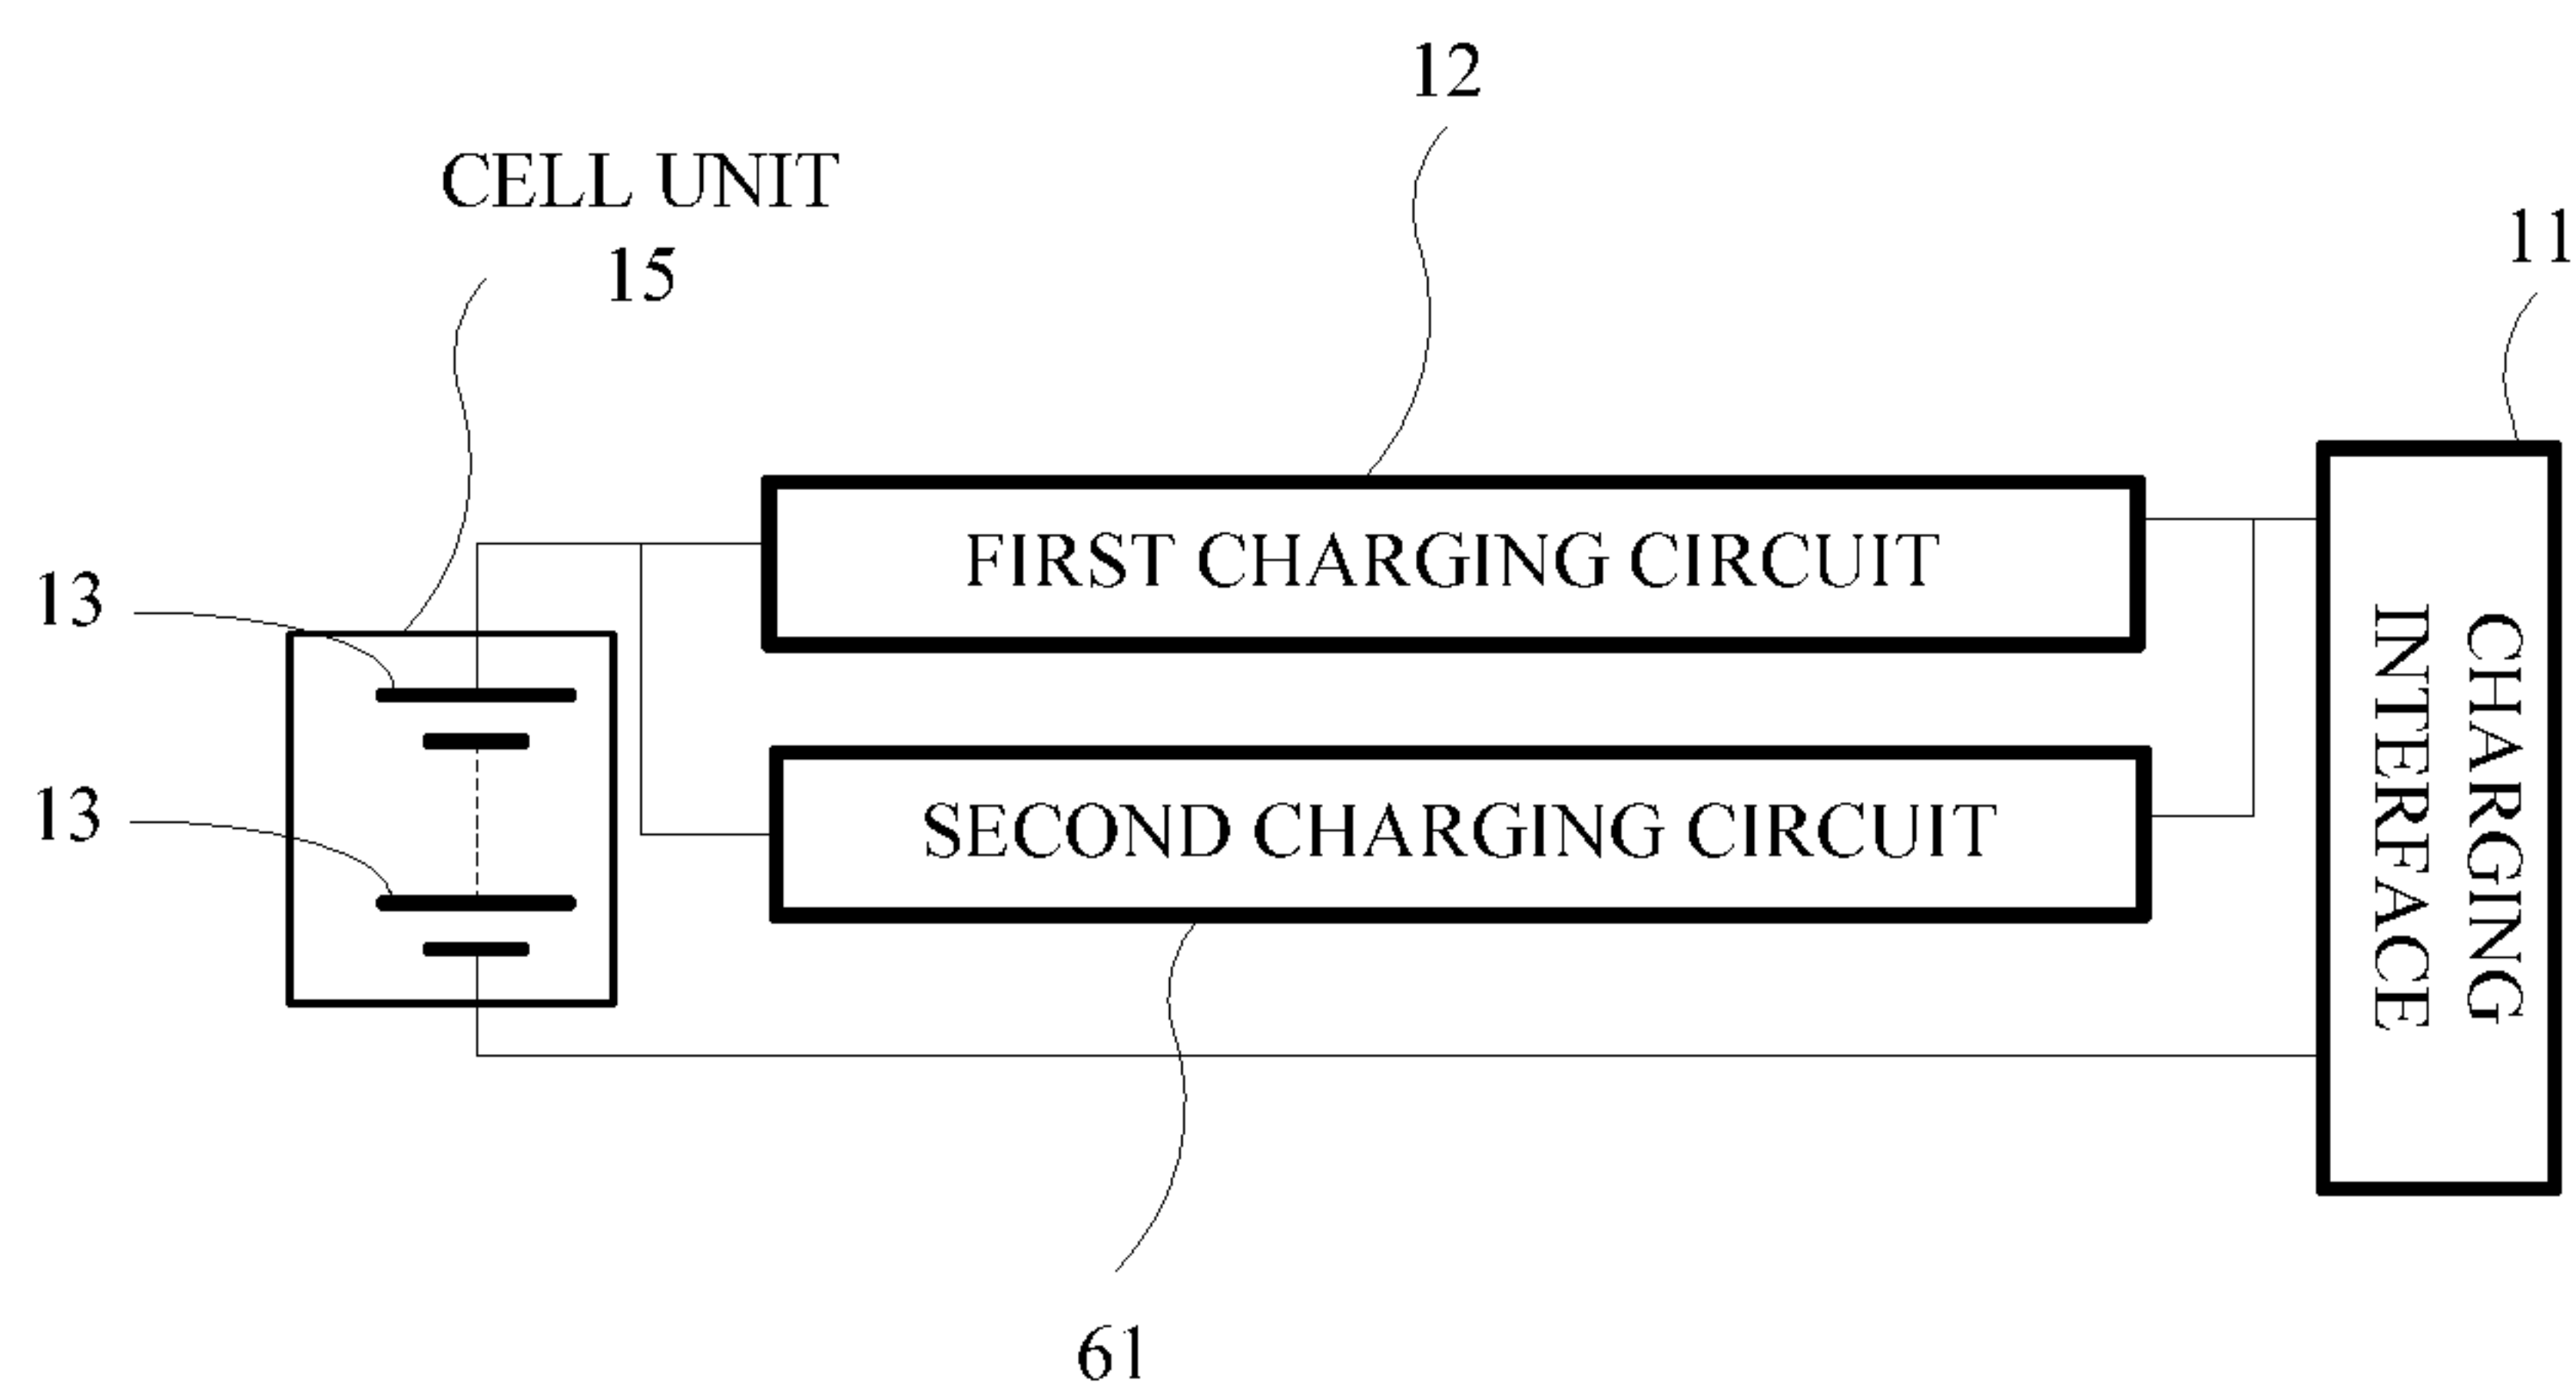 12
CELL UNIT
15
11
FIRST CHARGING CIRCUIT
13
CHARGING
INTERFACE
13
SECOND CHARGING CIRCUIT
61